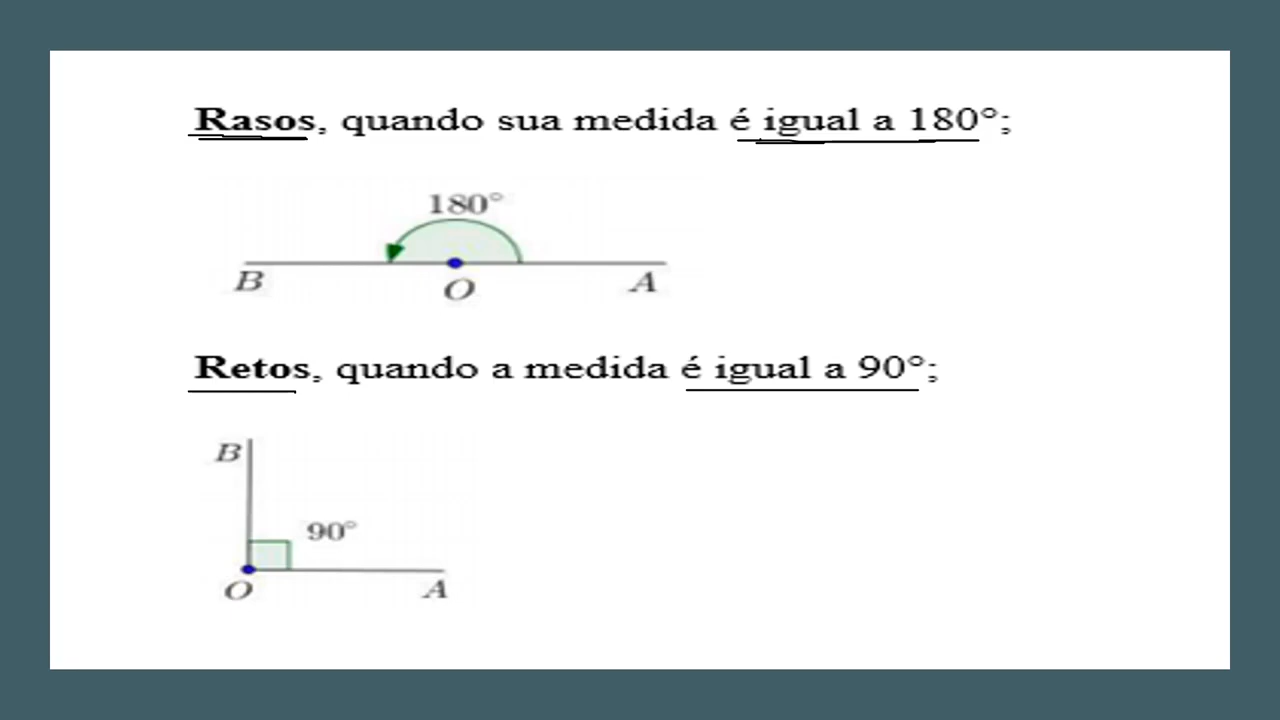 Rasos, quando sua medida é igual a 180°;
180°
B
O
A
Retos, quando a medida é igual a 90°;
B
90°
O
A